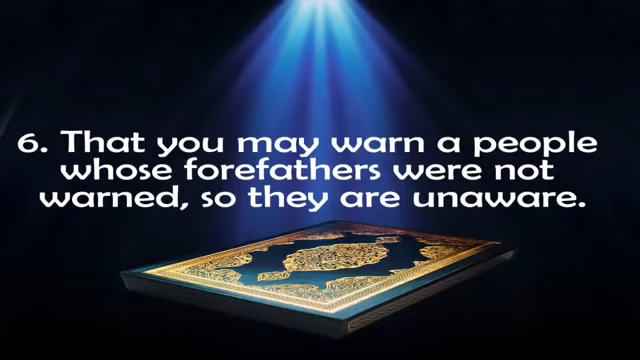 6. That you may warn a people
whose forefathers were not
warned, so they are unaware.